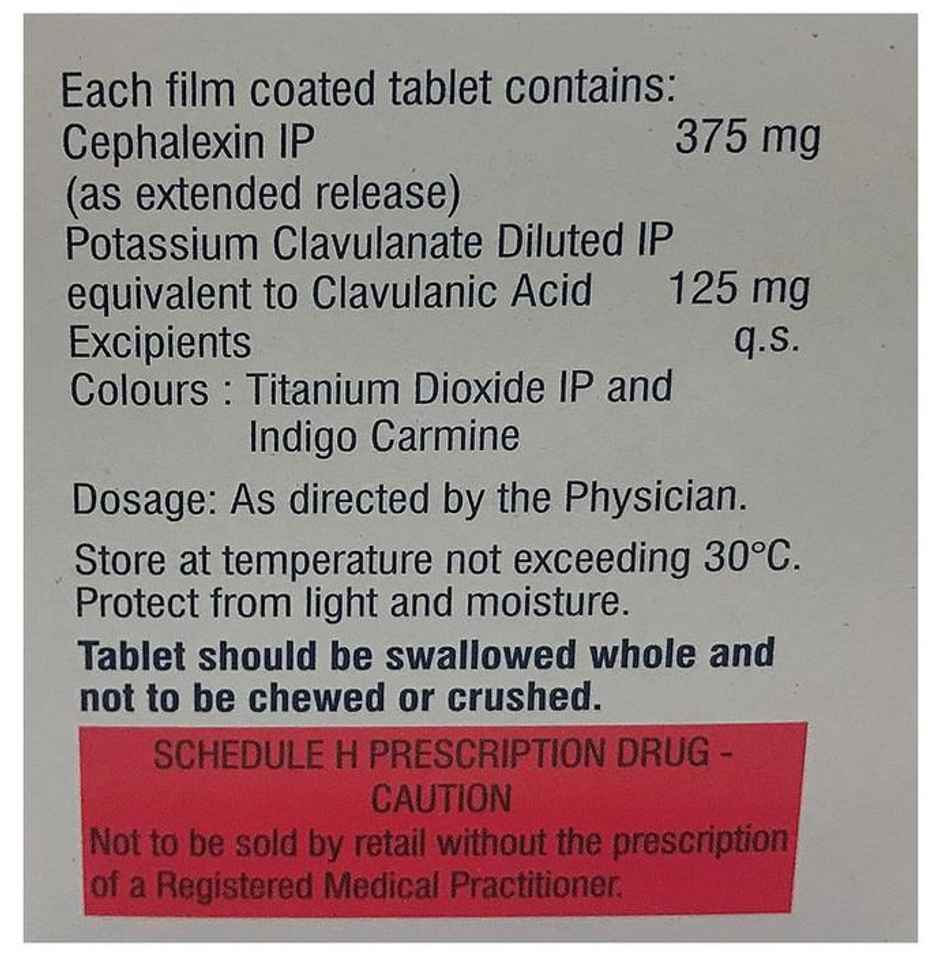 Each film coated tablet contains:
Cephalexin IP 375 mg
(as extended release)
Potassium Clavulanate Diluted IP
equivalent to Clavulanic Acid 125 mg
Excipients q.s.
Colours : Titanium Dioxide IP and
Indigo Carmine
Dosage: As directed by the Physician.
Store at temperature not exceeding 30°C.
Protect from light and moisture.
Tablet should be swallowed whole and
not to be chewed or crushed.
SCHEDULE H PRESCRIPTION DRUG -
CAUTION
Not to be sold by retail without the prescription
of a Registered Medical Practitioner.